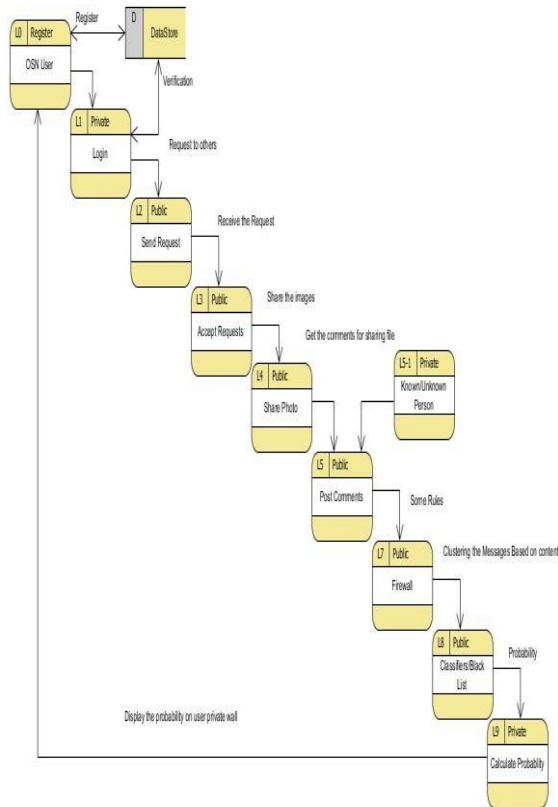 Register
D
DataStore
L0 Register
OSN User
Verification
L1 Private
Login
Request to others
L2 Public
Send Request
Receive the Request
L3 Public
Accept Requests
Share the images
L4 Public
Share Photo
Get the comments for sharing file
L5-1 Private
Known/Unknown
Person
L5 Public
Post Comments
Some Rules
L7 Public
Firewall
Clustering the Messages Based on content
L8 Public
Classifiers/Black
List
Probability
L9 Private
Calculate Probablity
Display the probability on user private wall